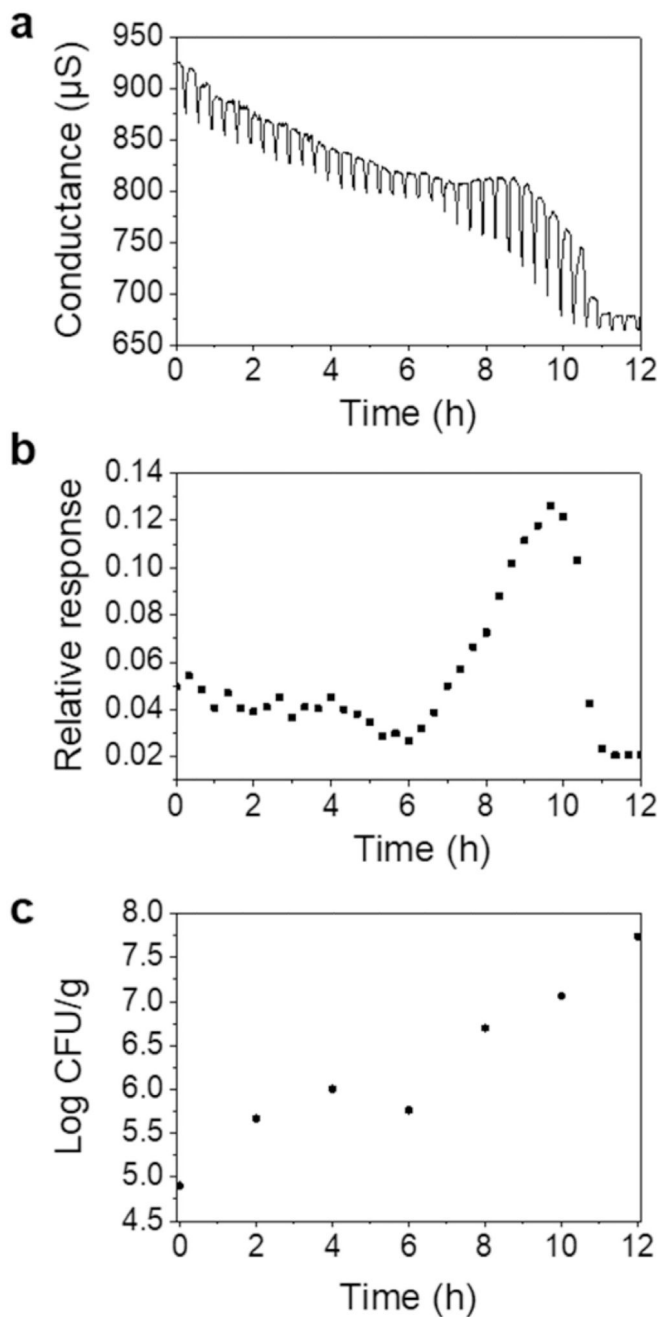 a
Conductance (µS)
950
900
850
800
750
700
650
0 2 4 6 8 10 12
Time (h)
b
Relative response
0.14
0.12
0.10
0.08
0.06
0.04
0.02
0 2 4 6 8 10 12
Time (h)
c
Log CFU/g
8.0
7.5
7.0
6.5
6.0
5.5
5.0
4.5
0 2 4 6 8 10 12
Time (h)